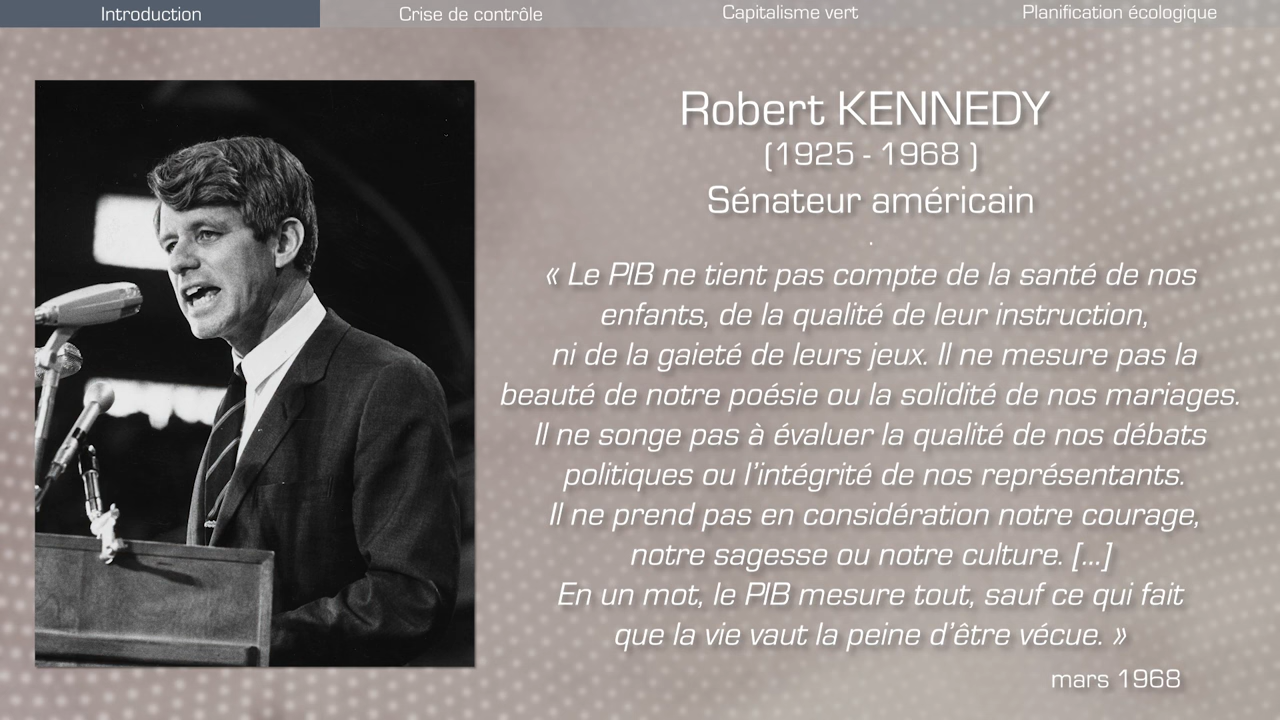 Introduction
Crise de contrôle
Capitalisme vert
Planification écologique
Robert KENNEDY
(1925 - 1968 )
Sénateur américain
.
« Le PIB ne tient pas compte de la santé de nos
enfants, de la qualité de leur instruction,
ni de la gaieté de leurs jeux. Il ne mesure pas la
beauté de notre poésie ou la solidité de nos mariages.
Il ne songe pas à évaluer la qualité de nos débats
politiques ou l’intégrité de nos représentants.
Il ne prend pas en considération notre courage,
notre sagesse ou notre culture. [...]
En un mot, le PIB mesure tout, sauf ce qui fait
que la vie vaut la peine d’être vécue. »
mars 1968